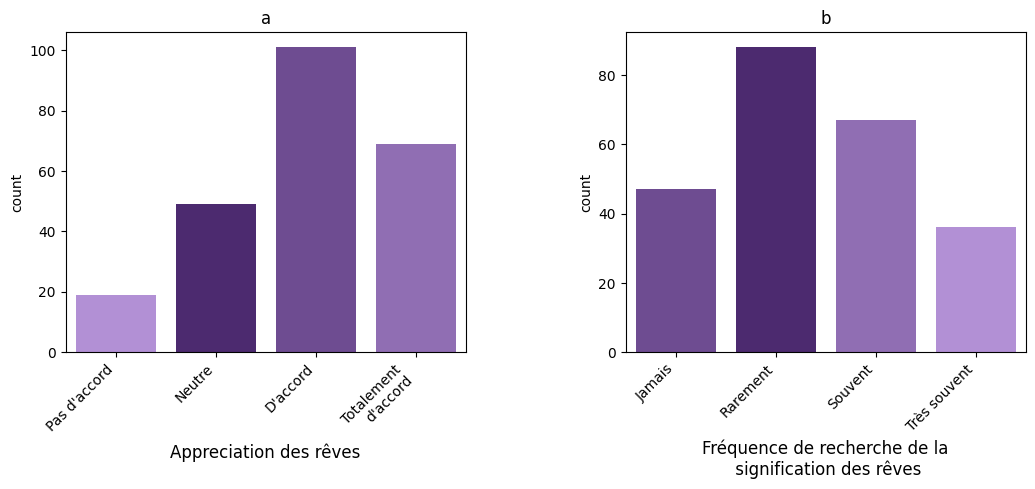 a
100
80
60
40
20
0
count
Pas d'accord
Neutre
D'accord
Totalement
d'accord
Appreciation des rêves
b
80
60
40
20
0
count
Jamais
Rarement
Souvent
Très souvent
Fréquence de recherche de la
signification des rêves